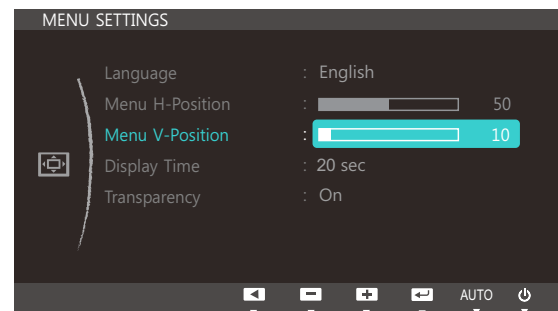 MENU SETTINGS
Language : English
Menu H-Position : 50
Menu V-Position : 10
Display Time : 20 sec
Transparency : On
AUTO